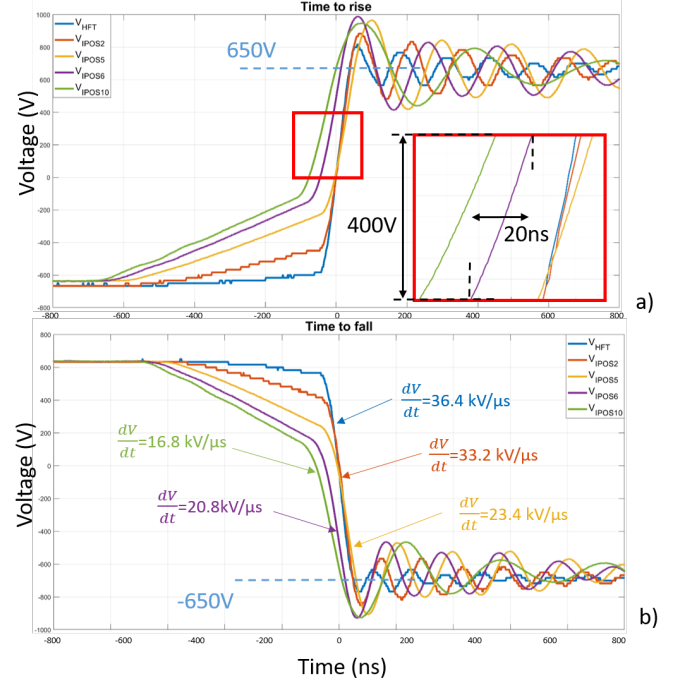 Time to rise
1000
800
600
400
200
0
-200
-400
-600
-800
Voltage (V)
V_HFT
V_IPOS2
V_IPOS5
V_IPOS6
V_IPOS10
650V
400V
20ns
-800 -600 -400 -200 0 200 400 600 800
a)
Time to fall
800
600
400
200
0
-200
-400
-600
-800
-1000
Voltage (V)
V_HFT
V_IPOS2
V_IPOS5
V_IPOS6
V_IPOS10
dV/dt=36.4 kV/µs
dV/dt=16.8 kV/µs
dV/dt=33.2 kV/µs
dV/dt=20.8kV/µs
dV/dt=23.4 kV/µs
-650V
b)
-800 -600 -400 -200 0 200 400 600 800
Time (ns)